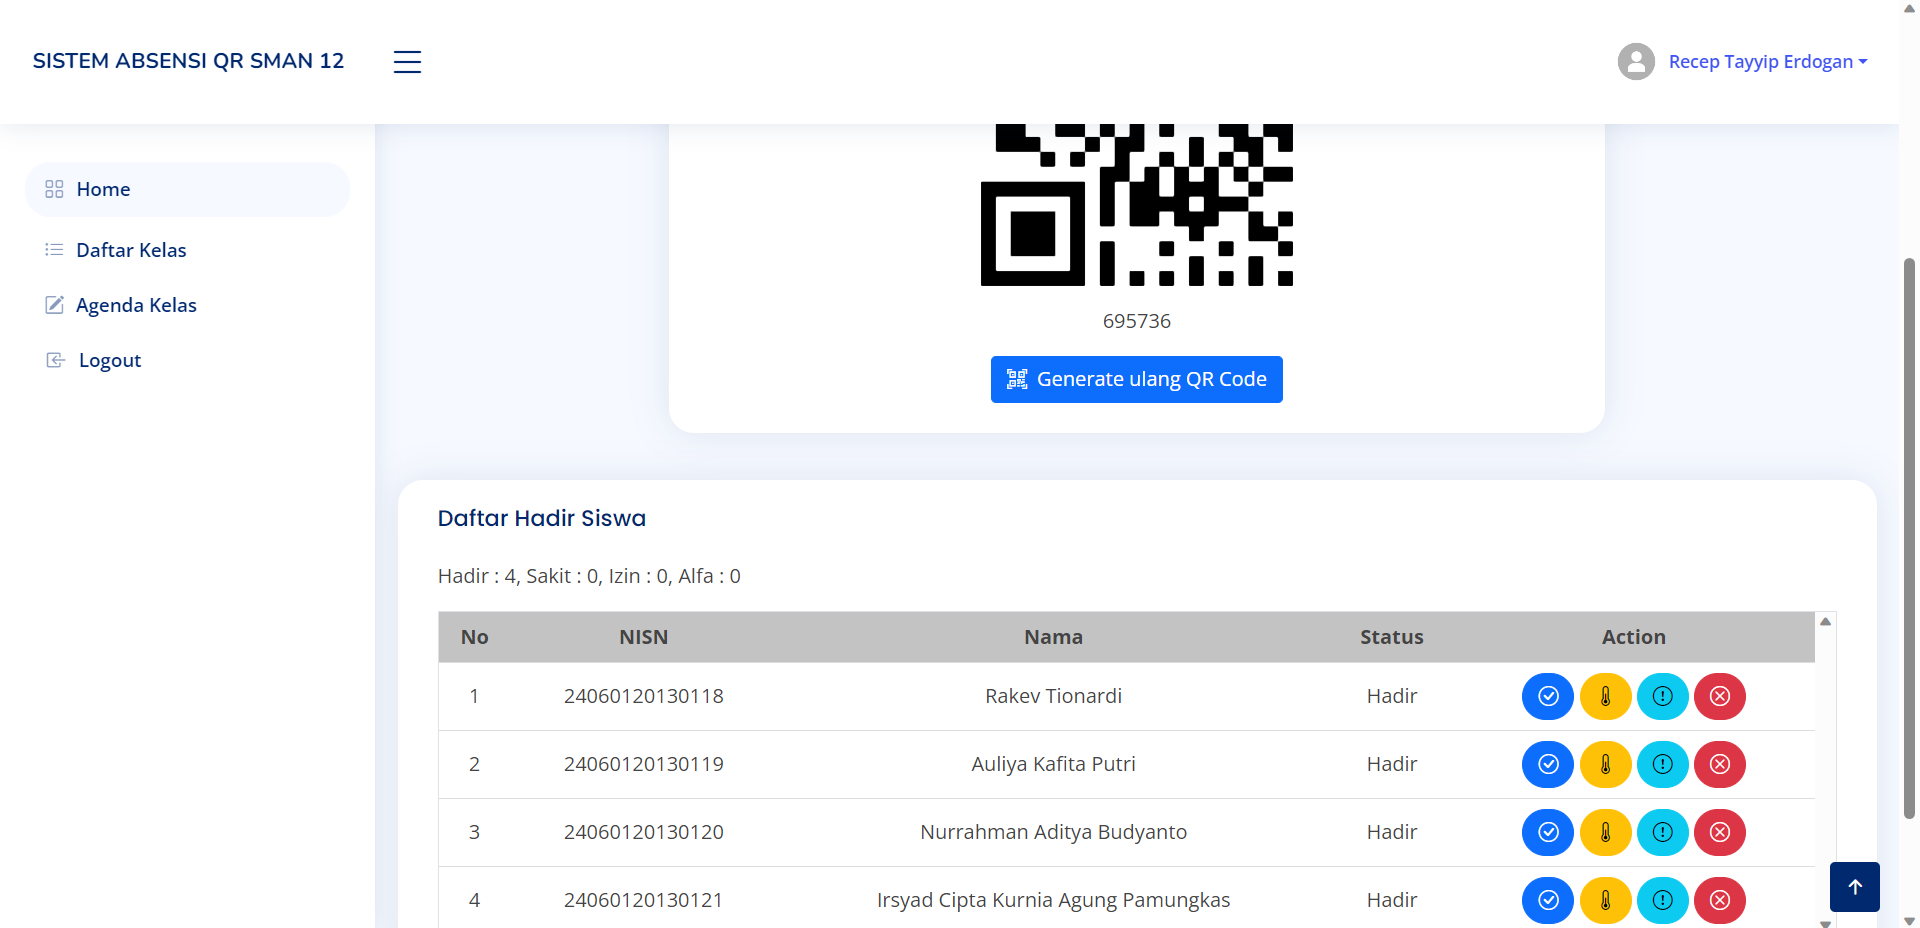 SISTEM ABSENSI QR SMAN 12
Recep Tayyip Erdogan
Home
Daftar Kelas
Agenda Kelas
Logout
695736
Generate ulang QR Code
Daftar Hadir Siswa
Hadir : 4, Sakit : 0, Izin : 0, Alfa : 0
No NISN Nama Status Action
1 24060120130118 Rakev Tionardi Hadir
2 24060120130119 Auliya Kafita Putri Hadir
3 24060120130120 Nurrahman Aditya Budyanto Hadir
4 24060120130121 Irsyad Cipta Kurnia Agung Pamungkas Hadir